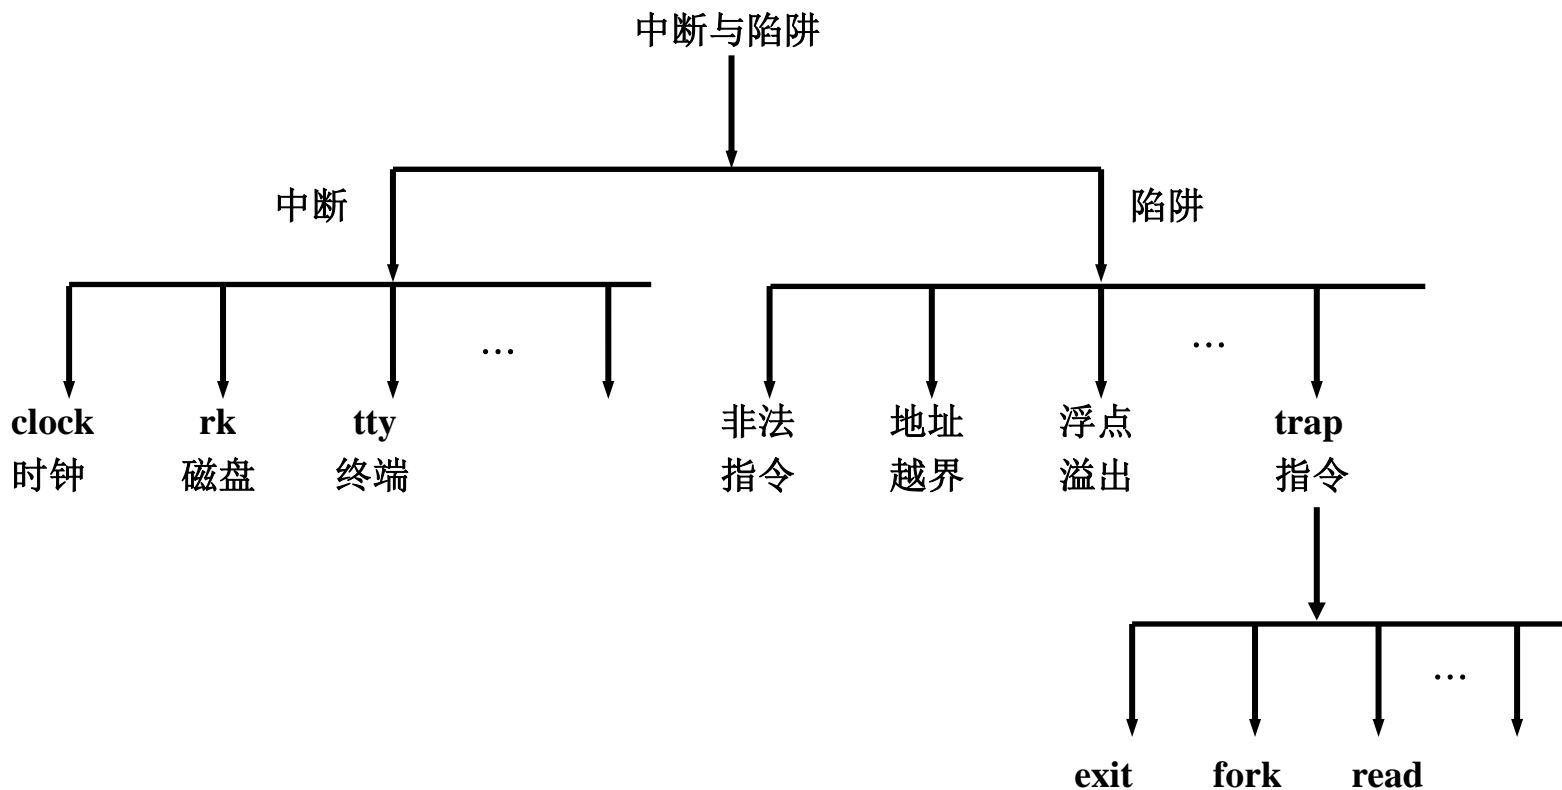 中断与陷阱
中断
陷阱
…
…
clock
时钟
rk
磁盘
tty
终端
非法
指令
地址
越界
浮点
溢出
trap
指令
…
exit
fork
read